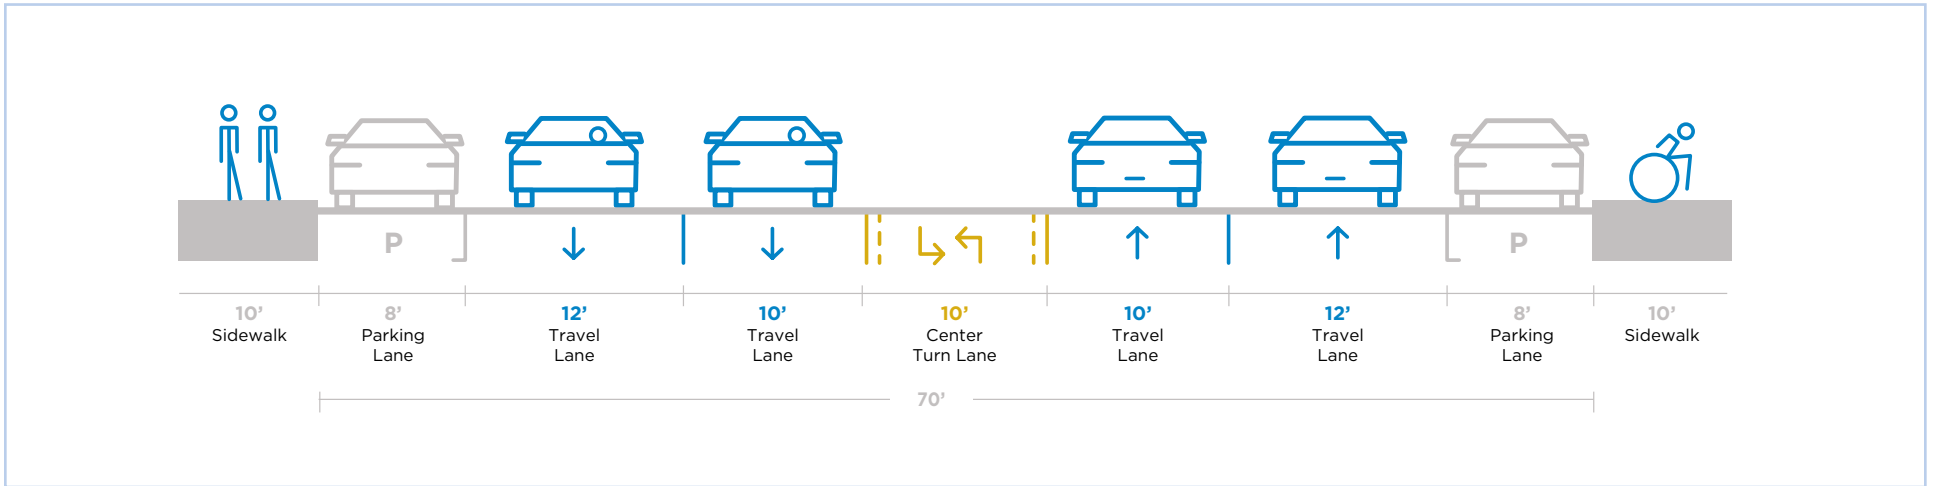 P
P
10’
8’
12’
10’
10’
10’
12’
8’
10’
Sidewalk
Parking
Lane
Travel
Lane
Travel
Lane
Center
Turn Lane
Travel
Lane
Travel
Lane
Parking
Lane
Sidewalk
70’